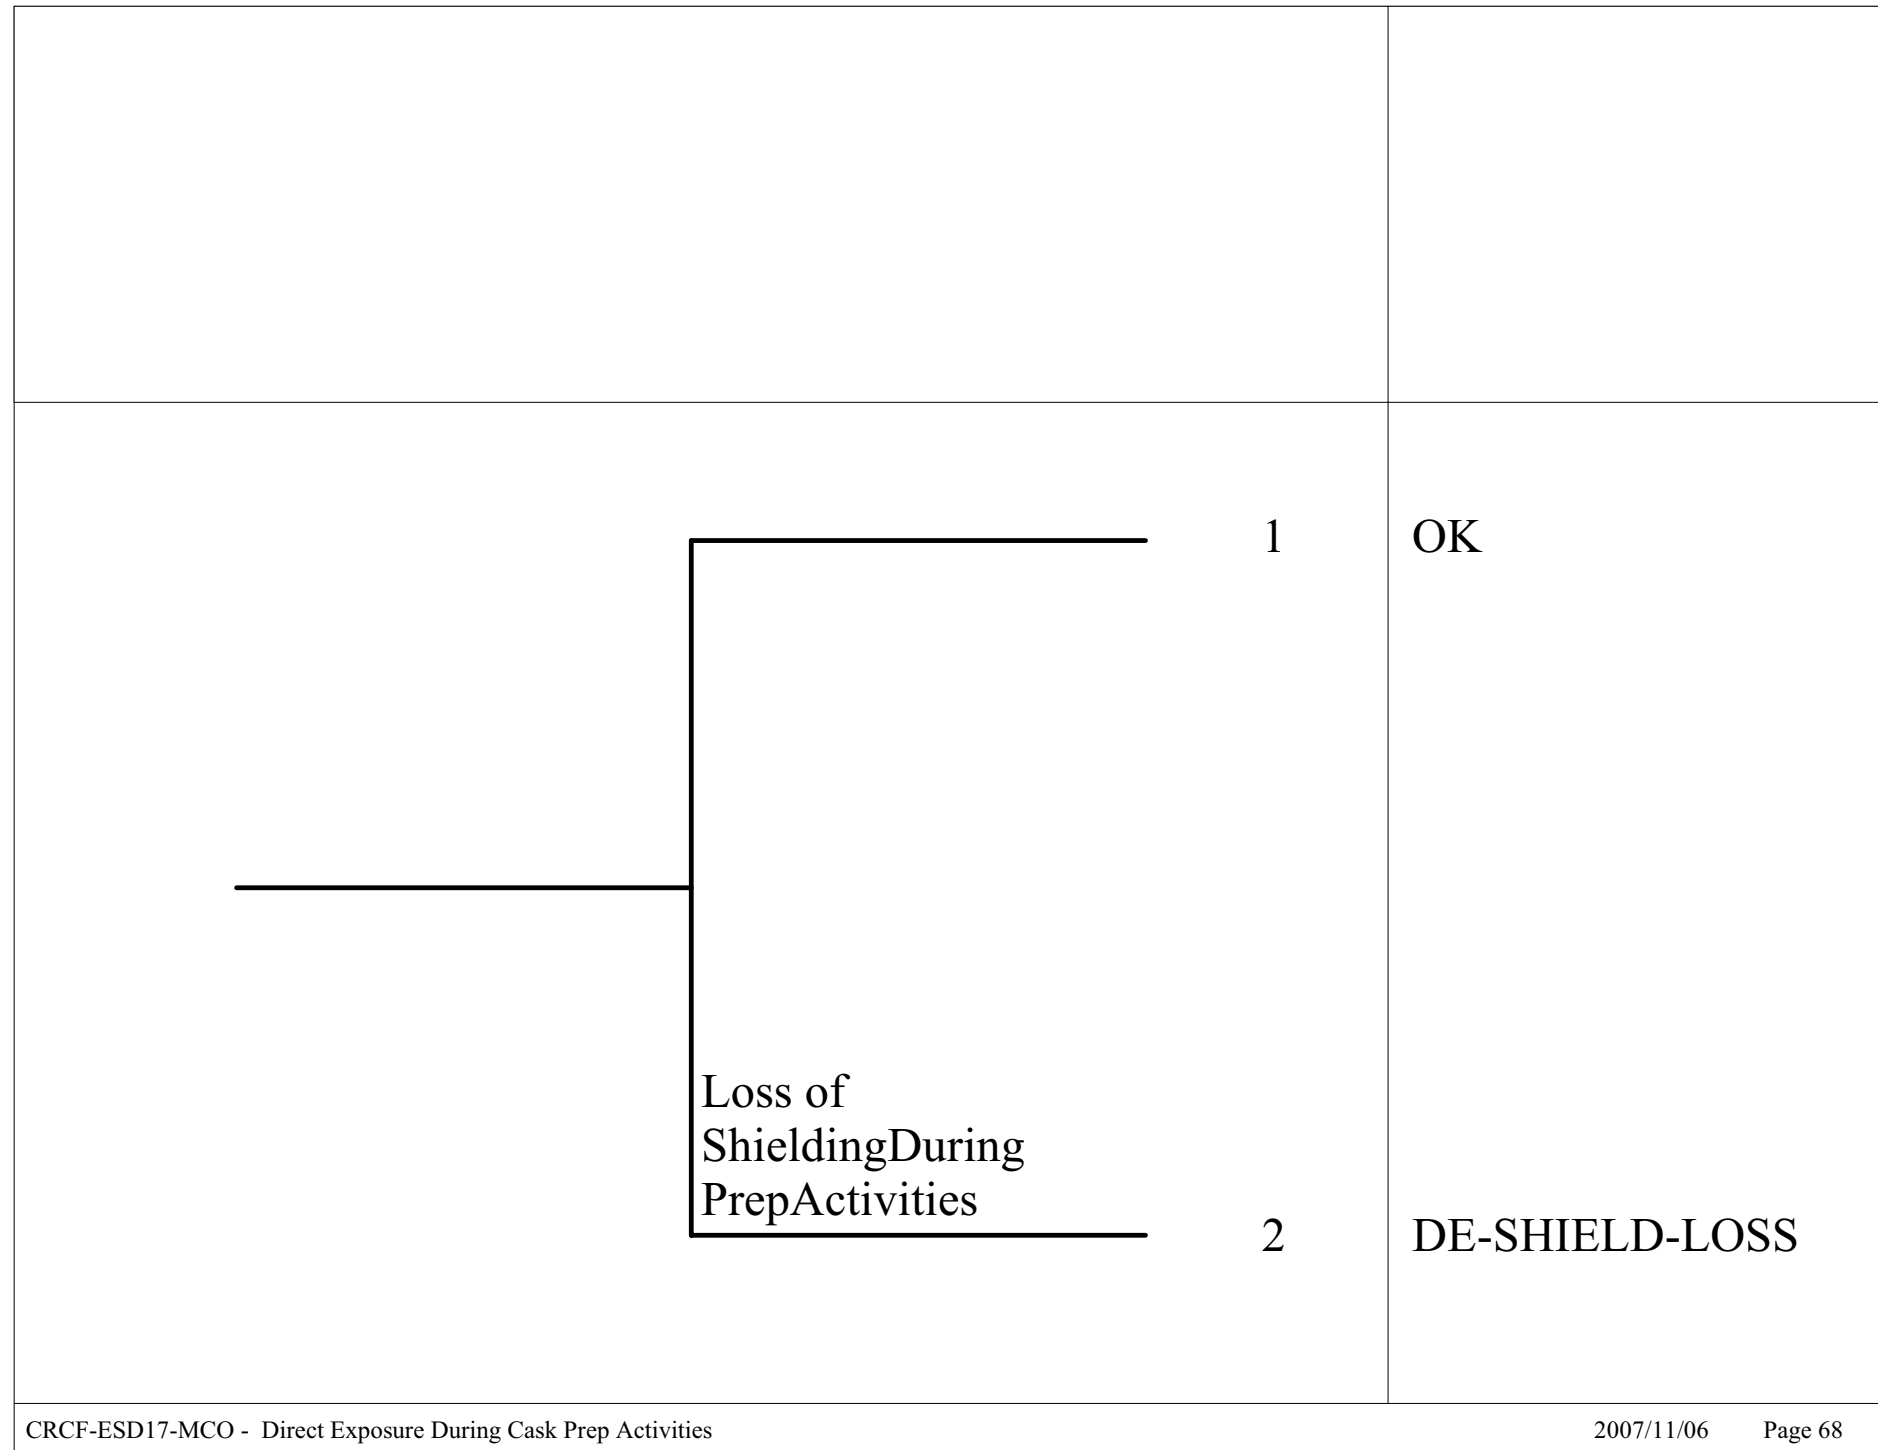 1 OK
Loss of
ShieldingDuring
PrepActivities
2 DE-SHIELD-LOSS
CRCF-ESD17-MCO - Direct Exposure During Cask Prep Activities 2007/11/06 Page 68